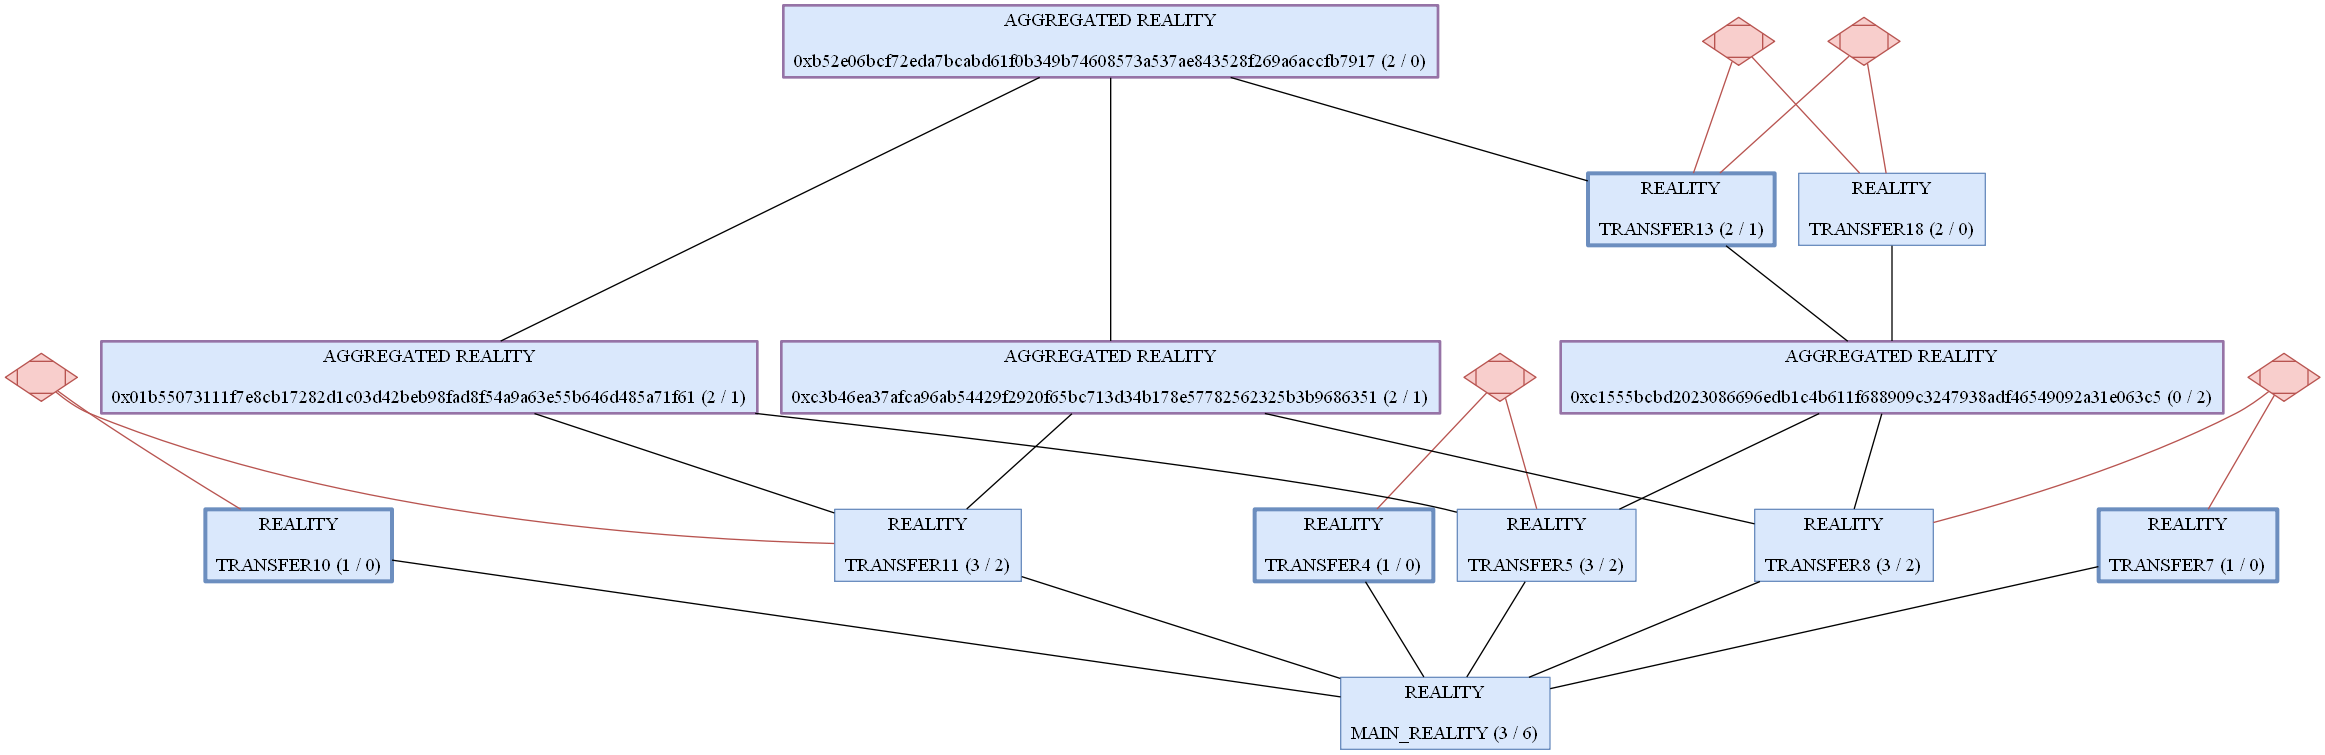 AGGREGATED REALITY
0xb52e06bcf72eda7bcabd61f0b349b74608573a537ae843528f269a6accfb7917 (2 / 0)
REALITY
TRANSFER13 (2 / 1)
REALITY
TRANSFER18 (2 / 0)
AGGREGATED REALITY
0x01b55073111f7e8cb17282d1c03d42beb98fad8f54a9a63e55b646d485a71f61 (2 / 1)
AGGREGATED REALITY
0xc3b46ea37afca96ab54429f2920f65bc713d34b178e57782562325b3b9686351 (2 / 1)
AGGREGATED REALITY
0xc1555bcbd2023086696edb1c4b611f688909c3247938adf46549092a31e063c5 (0 / 2)
REALITY
TRANSFER10 (1 / 0)
REALITY
TRANSFER11 (3 / 2)
REALITY
TRANSFER4 (1 / 0)
REALITY
TRANSFER5 (3 / 2)
REALITY
TRANSFER8 (3 / 2)
REALITY
TRANSFER7 (1 / 0)
REALITY
MAIN_REALITY (3 / 6)